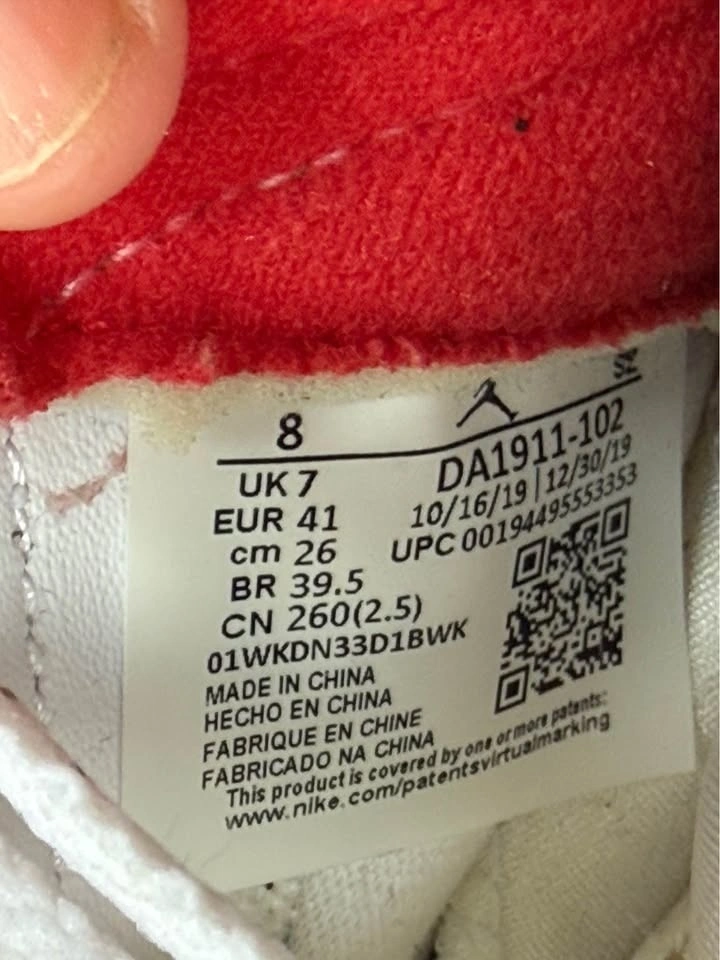 8
UK 7
EUR 41
cm 26
BR 39.5
CN 260(2.5)
01WKDN33D1BWK
DA1911-102
10/16/19 | 12/30/19
UPC 00194495553353
MADE IN CHINA
HECHO EN CHINA
FABRIQUE EN CHINE
FABRICADO NA CHINA
This product is covered by one or more patents:
www.nike.com/patentsvirtualmarking